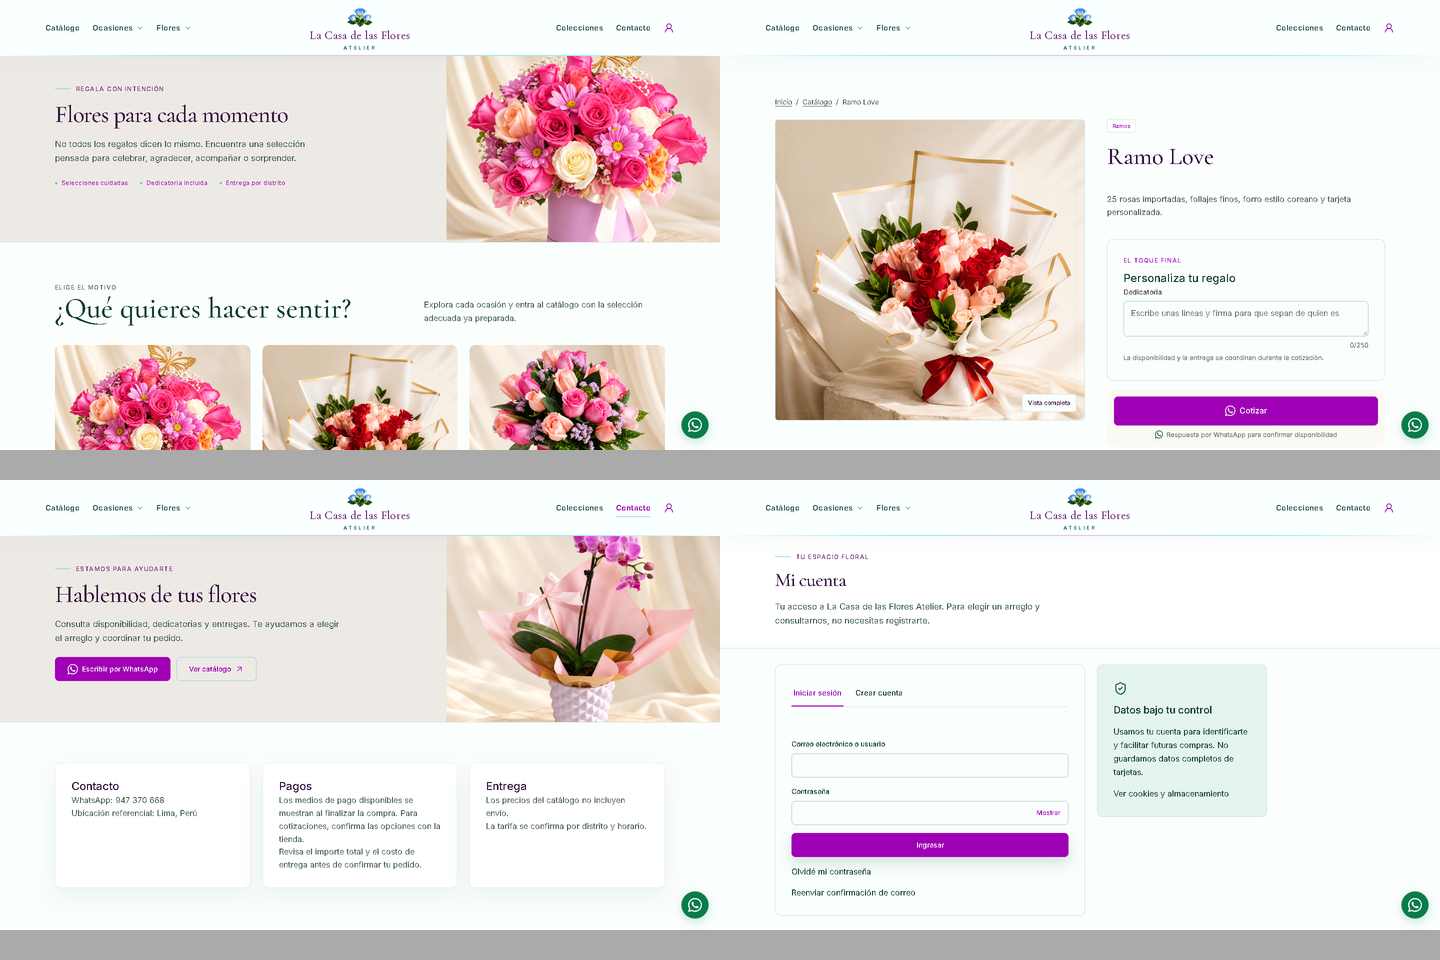 Catálogo Ocasiones Flores
La Casa de las Flores
ATELIER
Colecciones Contacto
REGALA CON INTENCIÓN
Flores para cada momento
No todos los regalos dicen lo mismo. Encuentra una selección
pensada para celebrar, agradecer, acompañar o sorprender.
Selecciones cuidadas Dedicatoria incluida Entrega por distrito
ELIGE EL MOTIVO
¿Qué quieres hacer sentir?
Explora cada ocasión y entra al catálogo con la selección
adecuada ya preparada.
Catálogo Ocasiones Flores
La Casa de las Flores
ATELIER
Colecciones Contacto
Inicio / Catálogo / Ramo Love
Vista completa
Ramos
Ramo Love
25 rosas importadas, follajes finos, forro estilo coreano y tarjeta
personalizada.
EL TOQUE FINAL
Personaliza tu regalo
Dedicatoria
Escribe unas líneas y firma para que sepan de quien es
0/250
La disponibilidad y la entrega se coordinan durante la cotización.
Cotizar
Respuesta por WhatsApp para confirmar disponibilidad
Catálogo Ocasiones Flores
La Casa de las Flores
ATELIER
Colecciones Contacto
ESTAMOS PARA AYUDARTE
Hablemos de tus flores
Consulta disponibilidad, dedicatorias y entregas. Te ayudamos a elegir
el arreglo y coordinar tu pedido.
Escribir por WhatsApp
Ver catálogo
Contacto
WhatsApp: 947 370 668
Ubicación referencial: Lima, Perú
Pagos
Los medios de pago disponibles se
muestran al finalizar la compra. Para
cotizaciones, confirma las opciones con la
tienda.
Revisa el importe total y el costo de
entrega antes de confirmar tu pedido.
Entrega
Los precios del catálogo no incluyen
envío.
La tarifa se confirma por distrito y horario.
Catálogo Ocasiones Flores
La Casa de las Flores
ATELIER
Colecciones Contacto
TU ESPACIO FLORAL
Mi cuenta
Tu acceso a La Casa de las Flores Atelier. Para elegir un arreglo y
consultarnos, no necesitas registrarte.
Iniciar sesión Crear cuenta
Correo electrónico o usuario
Contraseña
Mostrar
Ingresar
Olvidé mi contraseña
Reenviar confirmación de correo
Datos bajo tu control
Usamos tu cuenta para identificarte
y facilitar futuras compras. No
guardamos datos completos de
tarjetas.
Ver cookies y almacenamiento